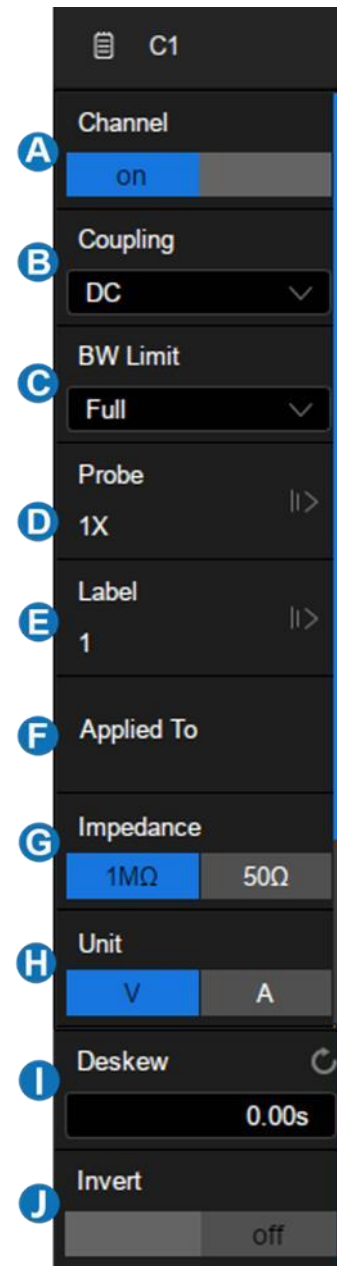 C1
A
Channel
on
B
Coupling
DC
C
BW Limit
Full
D
Probe
1X
E
Label
1
F
Applied To
G
Impedance
1MΩ 50Ω
H
Unit
V A
I
Deskew
0.00s
J
Invert
off